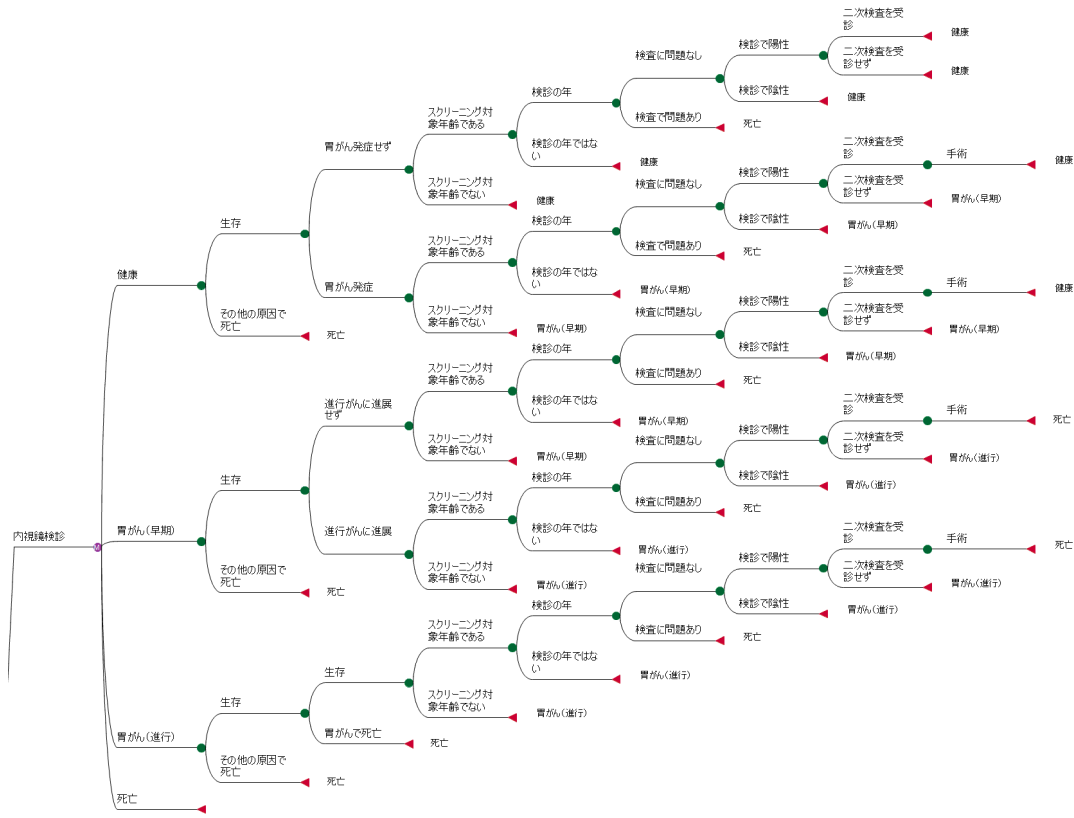 二次検査を受
診
健康
検診で陽性
二次検査を受
診せず
健康
検査に問題なし
検診で陰性
健康
検診の年
検査で問題あり
死亡
スクリーニング対
象年齢である
検診の年ではな
い
健康
胃がん発症せず
スクリーニング対
象年齢でない
健康
生存
二次検査を受
診
手術
健康
検診で陽性
二次検査を受
診せず
胃がん(早期)
検査に問題なし
検診で陰性
胃がん(早期)
検診の年
検査で問題あり
死亡
スクリーニング対
象年齢である
検診の年ではな
い
胃がん(早期)
胃がん発症
スクリーニング対
象年齢でない
胃がん(早期)
健康
その他の原因で
死亡
死亡
二次検査を受
診
手術
健康
検診で陽性
二次検査を受
診せず
胃がん(早期)
検査に問題なし
検診で陰性
胃がん(早期)
検診の年
検査に問題あり
死亡
スクリーニング対
象年齢である
検診の年ではな
い
胃がん(早期)
進行がんに進展
せず
スクリーニング対
象年齢でない
胃がん(早期)
生存
二次検査を受
診
手術
死亡
検診で陽性
二次検査を受
診せず
胃がん(進行)
検査に問題なし
検診で陰性
胃がん(進行)
検診の年
検査に問題あり
死亡
スクリーニング対
象年齢である
検診の年ではな
い
胃がん(進行)
進行がんに進展
スクリーニング対
象年齢でない
胃がん(進行)
胃がん(早期)
その他の原因で
死亡
死亡
内視鏡検診
二次検査を受
診
手術
死亡
検診で陽性
二次検査を受
診せず
胃がん(進行)
検査に問題なし
検診で陰性
胃がん(進行)
検診の年
検査に問題あり
死亡
スクリーニング対
象年齢である
検診の年ではな
い
胃がん(進行)
生存
スクリーニング対
象年齢でない
胃がん(進行)
生存
胃がんで死亡
死亡
胃がん(進行)
その他の原因で
死亡
死亡
死亡